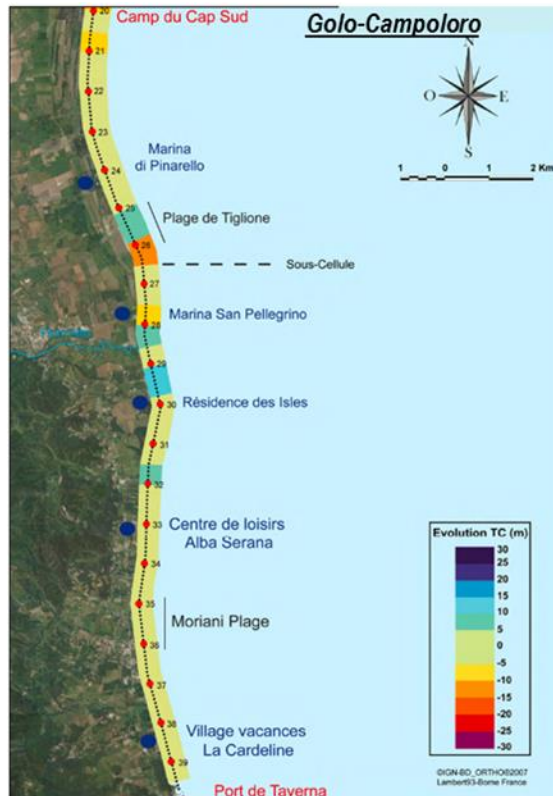 Camp du Cap Sud
Golo-Campoloro
N
O
E
S
1 0 1 2 Km
20
21
22
23
Marina
di Pinarello
24
25
Plage de Tiglione
26
Sous-Cellule
27
Marina San Pellegrino
28
29
Résidence des Isles
30
31
32
33
Centre de loisirs
Alba Serana
34
35
Moriani Plage
36
37
38
Village vacances
La Cardeline
39
Port de Taverna
Evolution TC (m)
30
25
20
15
10
5
0
-5
-10
-15
-20
-25
-30
©IGN-BD_ORTHO®2007
Lambert93-Borne France